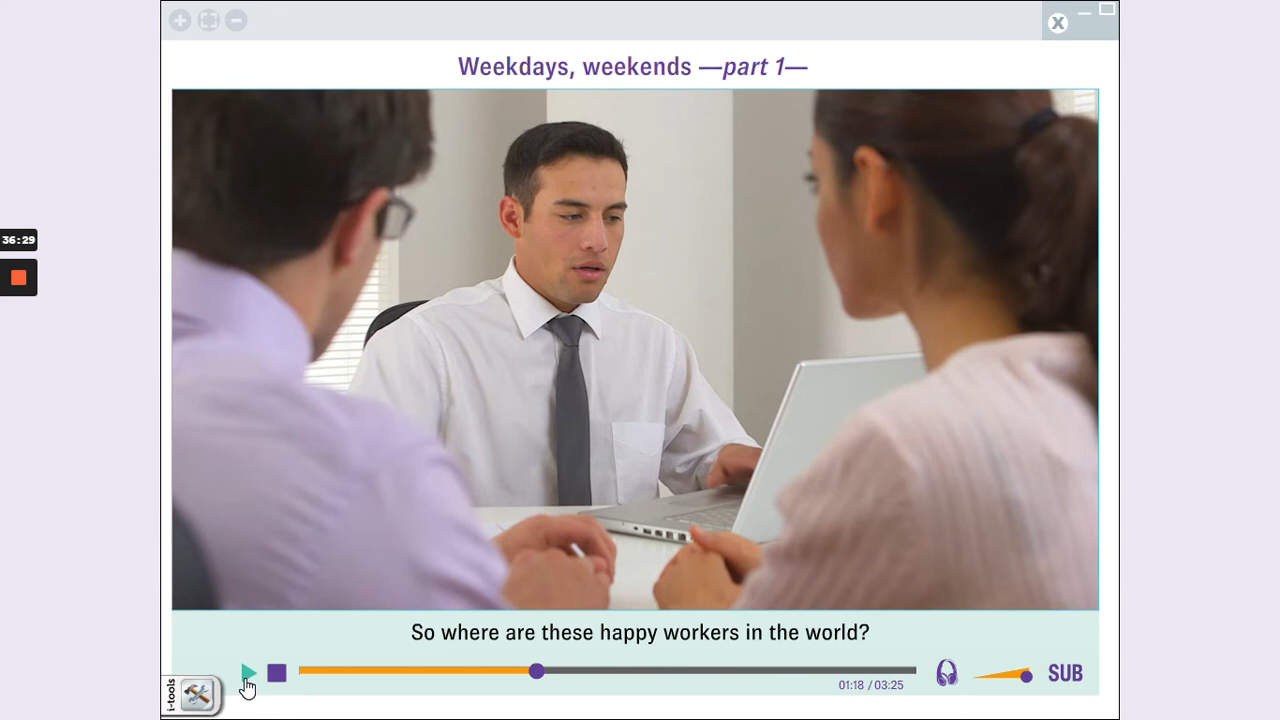 X
Weekdays, weekends —part 1—
36:29
So where are these happy workers in the world?
01:18 / 03:25
SUB
i-tools